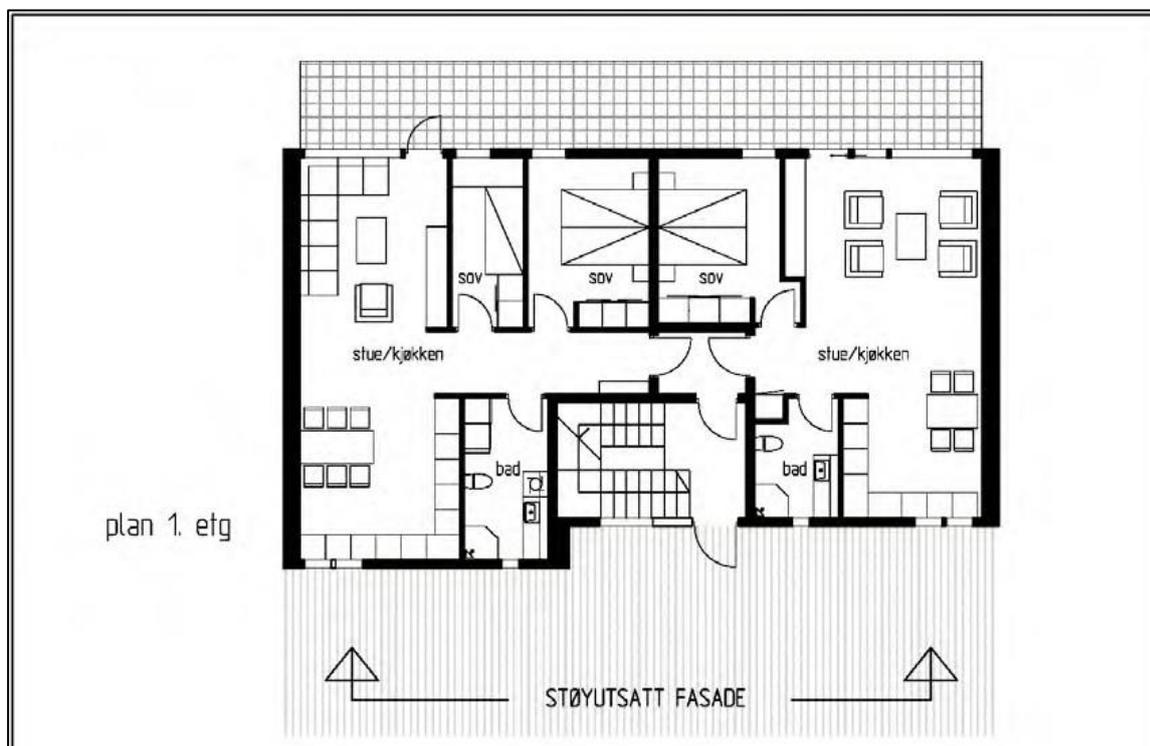 sov
sov
sov
stue/kjøkken
stue/kjøkken
bad
bad
plan 1. etg
STØYUTSATT FASADE